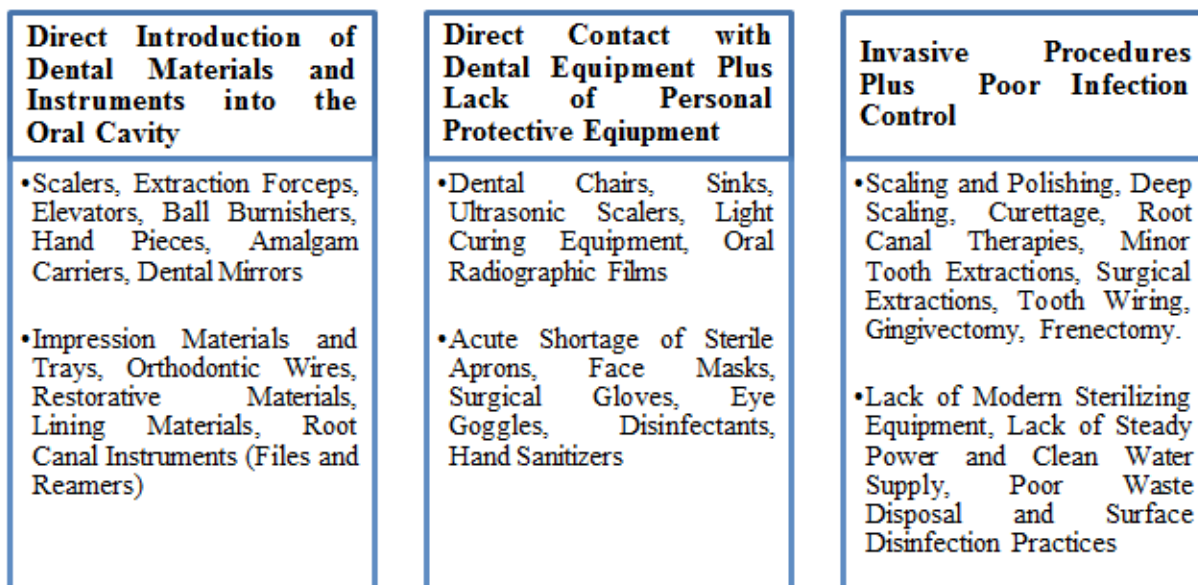 Direct Introduction of
Dental Materials and
Instruments into the
Oral Cavity
•Scalers, Extraction Forceps,
Elevators, Ball Burnishers,
Hand Pieces, Amalgam
Carriers, Dental Mirrors
•Impression Materials and
Trays, Orthodontic Wires,
Restorative Materials,
Lining Materials, Root
Canal Instruments (Files and
Reamers)
Direct Contact with
Dental Equipment Plus
Lack of Personal
Protective Eqiupment
•Dental Chairs, Sinks,
Ultrasonic Scalers, Light
Curing Equipment, Oral
Radiographic Films
•Acute Shortage of Sterile
Aprons, Face Masks,
Surgical Gloves, Eye
Goggles, Disinfectants,
Hand Sanitizers
Invasive Procedures
Plus Poor Infection
Control
•Scaling and Polishing, Deep
Scaling, Curettage, Root
Canal Therapies, Minor
Tooth Extractions, Surgical
Extractions, Tooth Wiring,
Gingivectomy, Frenectomy.
•Lack of Modern Sterilizing
Equipment, Lack of Steady
Power and Clean Water
Supply, Poor Waste
Disposal and Surface
Disinfection Practices